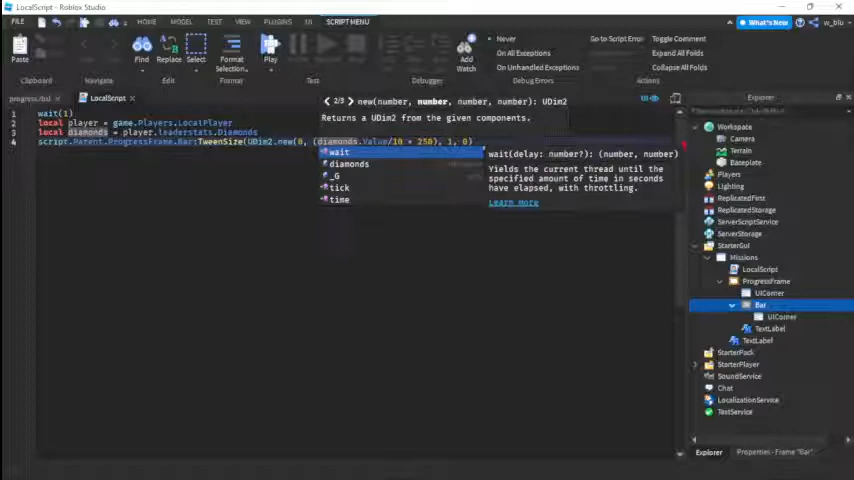 LocalScript - Roblox Studio
FILE
HOME
MODEL
TEST
VIEW
PLUGINS
SCRIPT MENU
What's New
w_blu
Paste
Find
Replace
Select
Format
Selection...
Play
Add
Watch
Never
On All Exceptions
On Unhandled Exceptions
Go to Script Error
Toggle Comment
Expand All Folds
Collapse All Folds
Clipboard
Navigate
Edit
Format
Test
Debugger
Debug Errors
Actions
LocalScript
UI
Explorer
2/3 new(number, number, number, number): UDim2
Returns a UDim2 from the given components.
1 wait(1)
2 local player = game.Players.LocalPlayer
3 local diamonds = player.leaderstats.Diamonds
4 script.Parent.ProgressFrame.Bar:TweenSize(UDim2.new(0, (diamonds.Value/10 * 250), 1, 0)
wait
diamonds
_G
tick
time
wait(delay: number?): (number, number)
Yields the current thread until the
specified amount of time in seconds
have elapsed, with throttling.
Learn more
Workspace
Camera
Terrain
Baseplate
Players
Lighting
ReplicatedFirst
ReplicatedStorage
ServerScriptService
ServerStorage
StarterGui
Missions
LocalScript
ProgressFrame
UICorner
Bar
UICorner
TextLabel
TextLabel
StarterPack
StarterPlayer
SoundService
Chat
LocalizationService
TestService
Explorer
Properties - Frame "Bar"